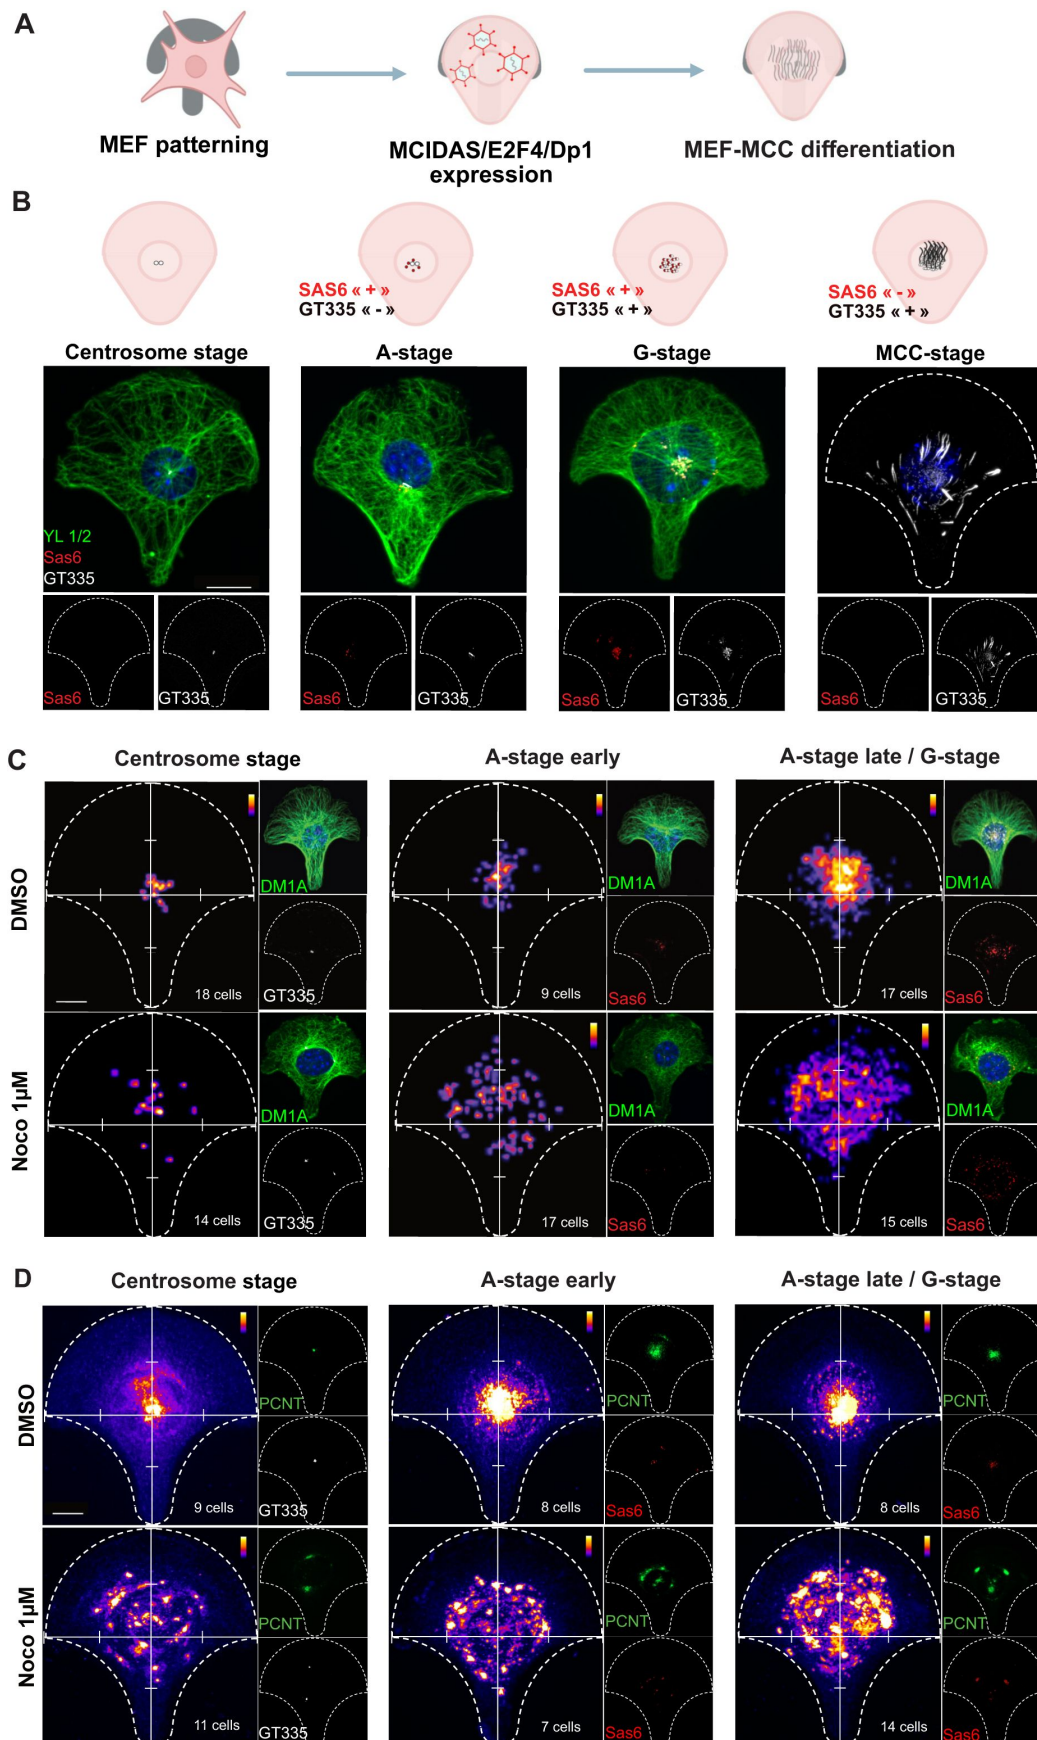 A
MEF patterning
MCIDAS/E2F4/Dp1
expression
MEF-MCC differentiation
B
SAS6 « + »
GT335 « - »
SAS6 « + »
GT335 « + »
SAS6 « - »
GT335 « + »
Centrosome stage
A-stage
G-stage
MCC-stage
YL 1/2
Sas6
GT335
Sas6
GT335
Sas6
GT335
Sas6
GT335
Sas6
GT335
C
Centrosome stage
A-stage early
A-stage late / G-stage
DMSO
DM1A
DM1A
DM1A
18 cells
GT335
9 cells
Sas6
17 cells
Sas6
Noco 1µM
DM1A
DM1A
DM1A
14 cells
GT335
17 cells
Sas6
15 cells
Sas6
D
Centrosome stage
A-stage early
A-stage late / G-stage
DMSO
PCNT
PCNT
PCNT
9 cells
GT335
8 cells
Sas6
8 cells
Sas6
Noco 1µM
PCNT
PCNT
PCNT
11 cells
GT335
7 cells
Sas6
14 cells
Sas6